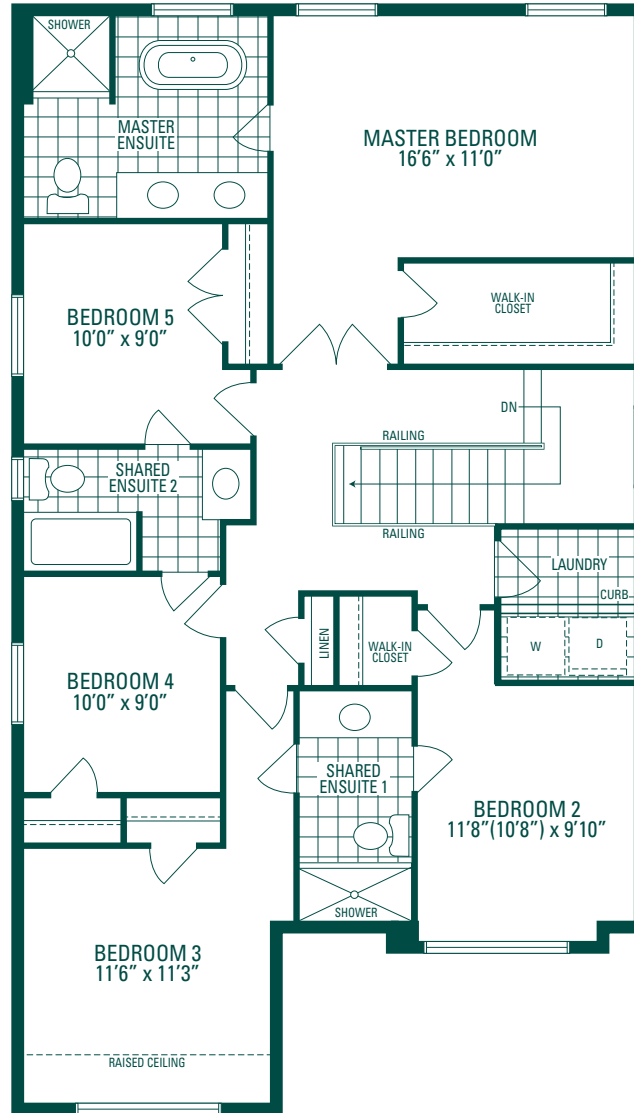 SHOWER
MASTER
ENSUITE
MASTER BEDROOM
16’6” x 11’0”
BEDROOM 5
10’0” x 9’0”
WALK-IN
CLOSET
DN
RAILING
RAILING
SHARED
ENSUITE 2
LAUNDRY
CURB
W
D
LINEN
WALK-IN
CLOSET
BEDROOM 4
10’0” x 9’0”
SHARED
ENSUITE 1
BEDROOM 2
11’8”(10’8”) x 9’10”
SHOWER
BEDROOM 3
11’6” x 11’3”
RAISED CEILING